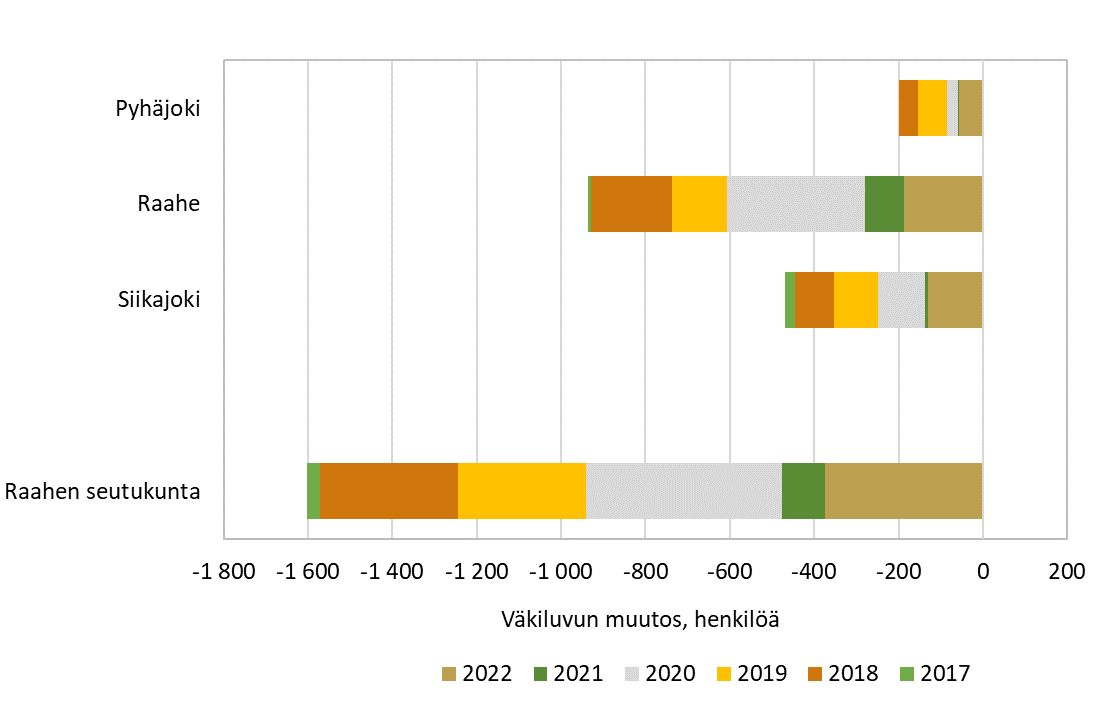 Pyhäjoki
Raahe
Siikajoki
Raahen seutukunta
-1 800 -1 600 -1 400 -1 200 -1 000 -800 -600 -400 -200 0 200
Väkiluvun muutos, henkilöä
2022 2021 2020 2019 2018 2017